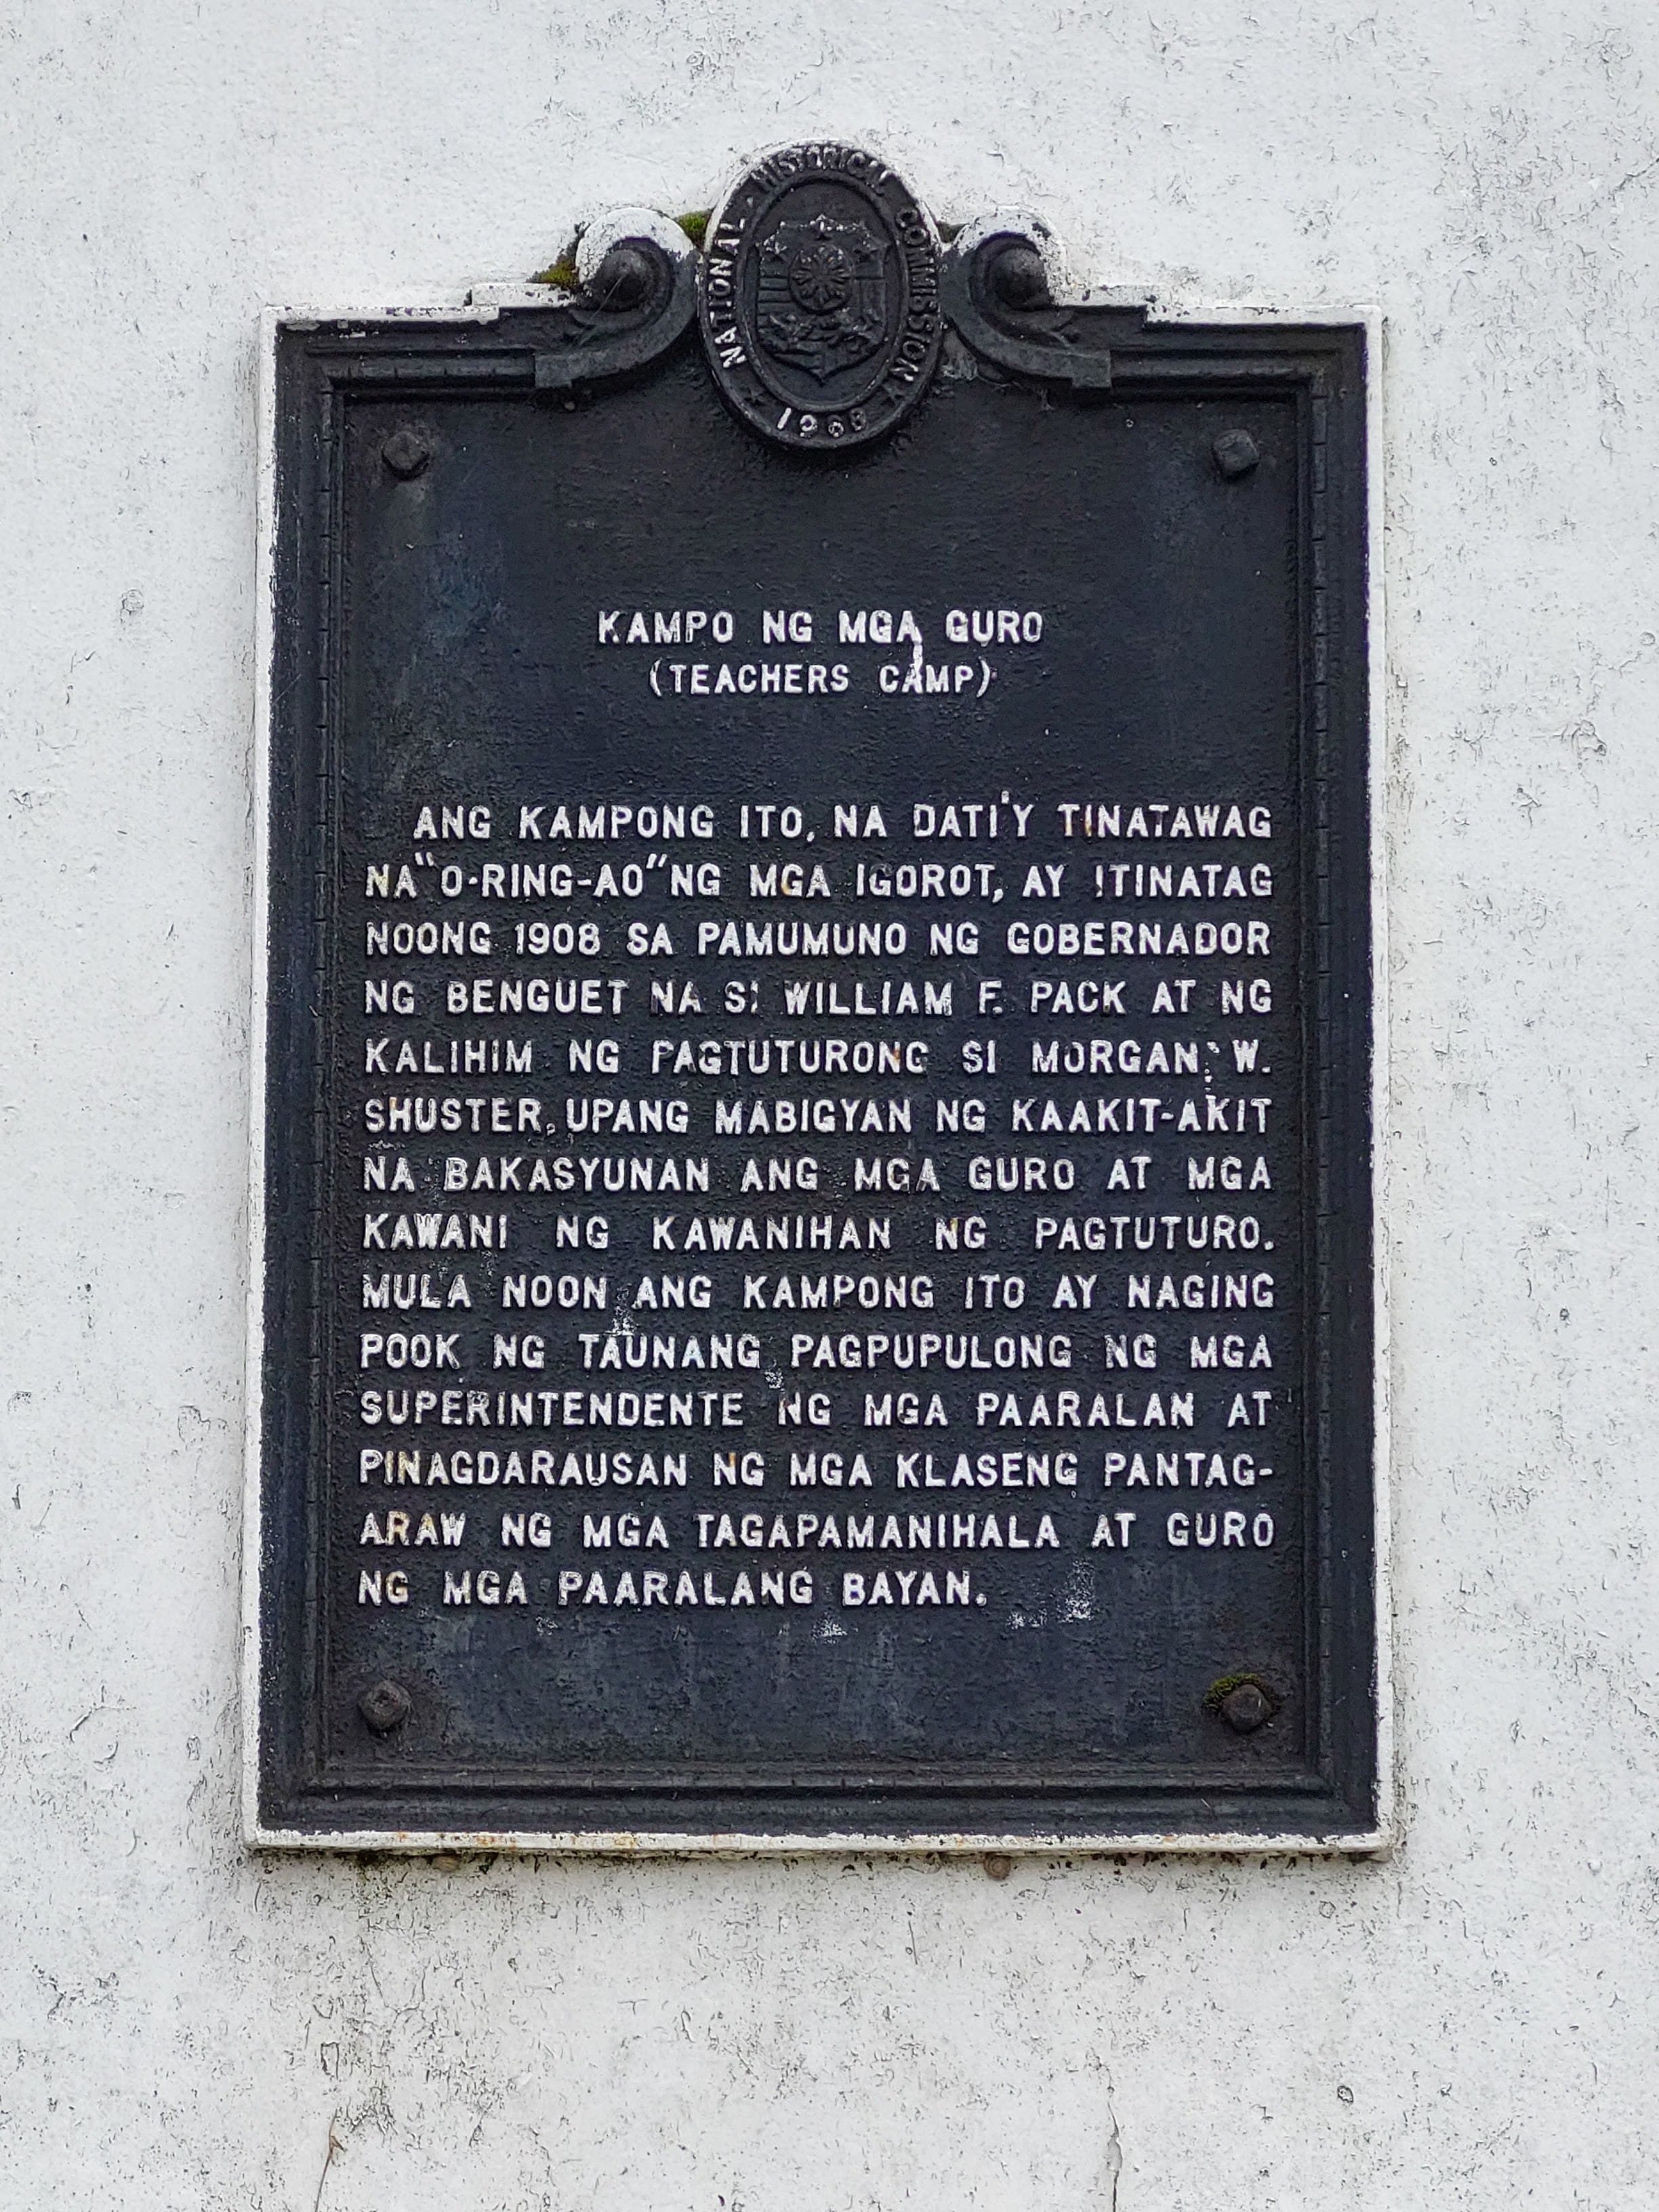 NATIONAL HISTORICAL COMMISSION
1968
KAMPO NG MGA GURO
(TEACHERS CAMP)
ANG KAMPONG ITO, NA DATI'Y TINATAWAG
NA "O-RING-AO" NG MGA IGOROT, AY ITINATAG
NOONG 1908 SA PAMUMUNO NG GOBERNADOR
NG BENGUET NA SI WILLIAM F. PACK AT NG
KALIHIM NG PAGTUTURONG SI MORGAN W.
SHUSTER, UPANG MABIGYAN NG KAAKIT-AKIT
NA BAKASYUNAN ANG MGA GURO AT MGA
KAWANI NG KAWANIHAN NG PAGTUTURO.
MULA NOON ANG KAMPONG ITO AY NAGING
POOK NG TAUNANG PAGPUPULONG NG MGA
SUPERINTENDENTE NG MGA PAARALAN AT
PINAGDARAUSAN NG MGA KLASENG PANTAG-
ARAW NG MGA TAGAPAMANIHALA AT GURO
NG MGA PAARALANG BAYAN.